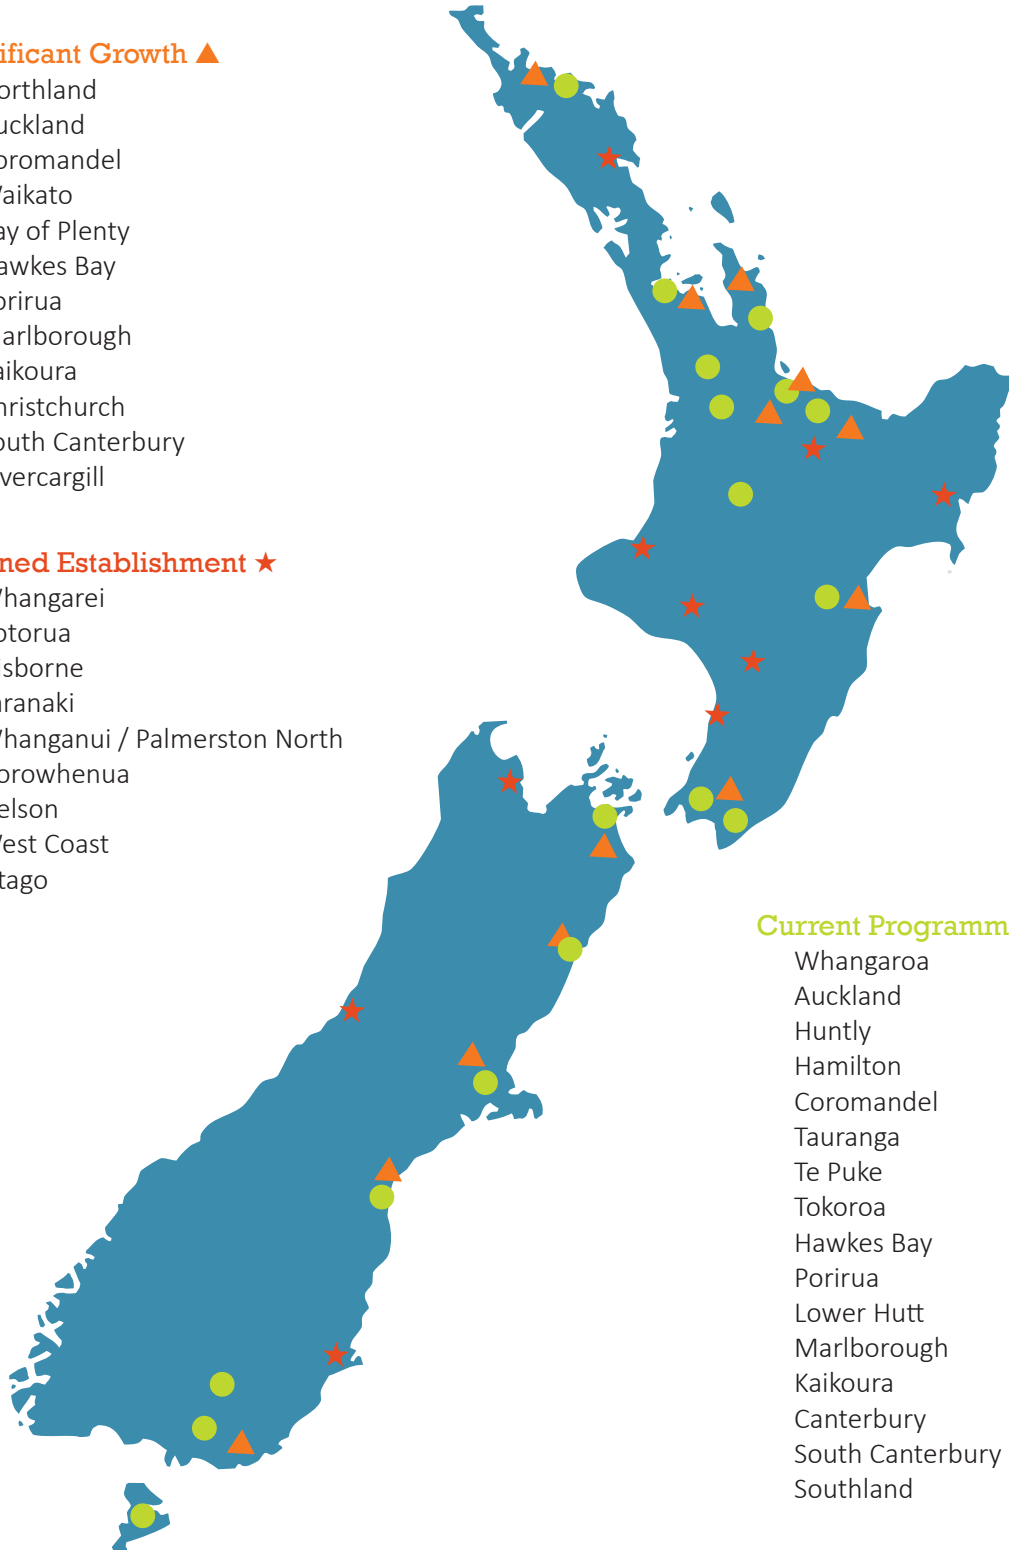 ificant Growth
orthland
uckland
oromandel
aikato
ay of Plenty
awkes Bay
orirua
arlborough
aikoura
hristchurch
outh Canterbury
vercargill
ned Establishment
hangarei
otorua
isborne
aranaki
hanganui / Palmerston North
orowhenua
elson
est Coast
tago
Current Programm
Whangaroa
Auckland
Huntly
Hamilton
Coromandel
Tauranga
Te Puke
Tokoroa
Hawkes Bay
Porirua
Lower Hutt
Marlborough
Kaikoura
Canterbury
South Canterbury
Southland